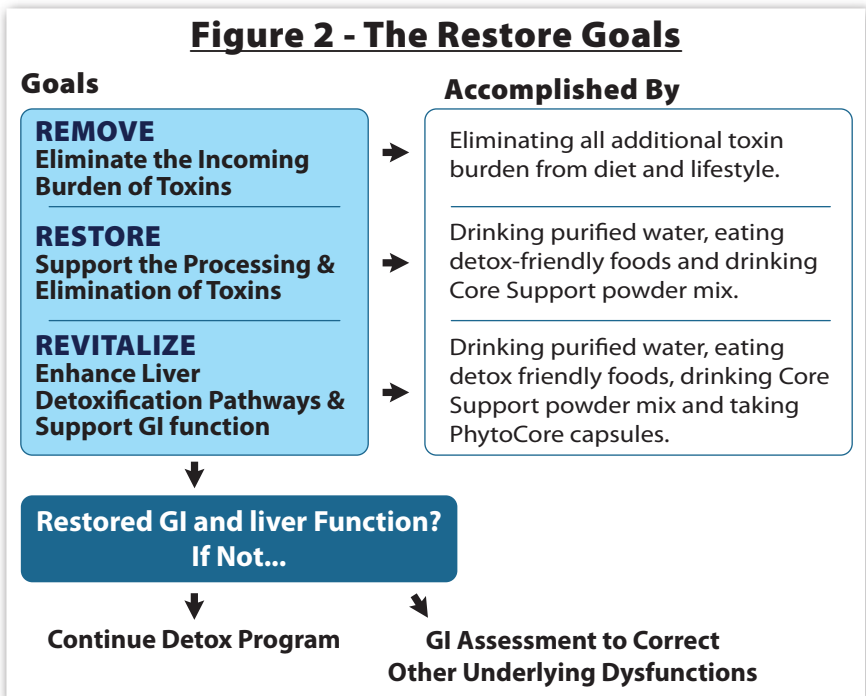 Figure 2 - The Restore Goals
Goals
Accomplished By
REMOVE
Eliminate the Incoming
Burden of Toxins
Eliminating all additional toxin
burden from diet and lifestyle.
RESTORE
Support the Processing &
Elimination of Toxins
Drinking purified water, eating
detox-friendly foods and drinking
Core Support powder mix.
REVITALIZE
Enhance Liver
Detoxification Pathways &
Support GI function
Drinking purified water, eating
detox friendly foods, drinking Core
Support powder mix and taking
PhytoCore capsules.
Restored GI and liver Function?
If Not...
Continue Detox Program
GI Assessment to Correct
Other Underlying Dysfunctions